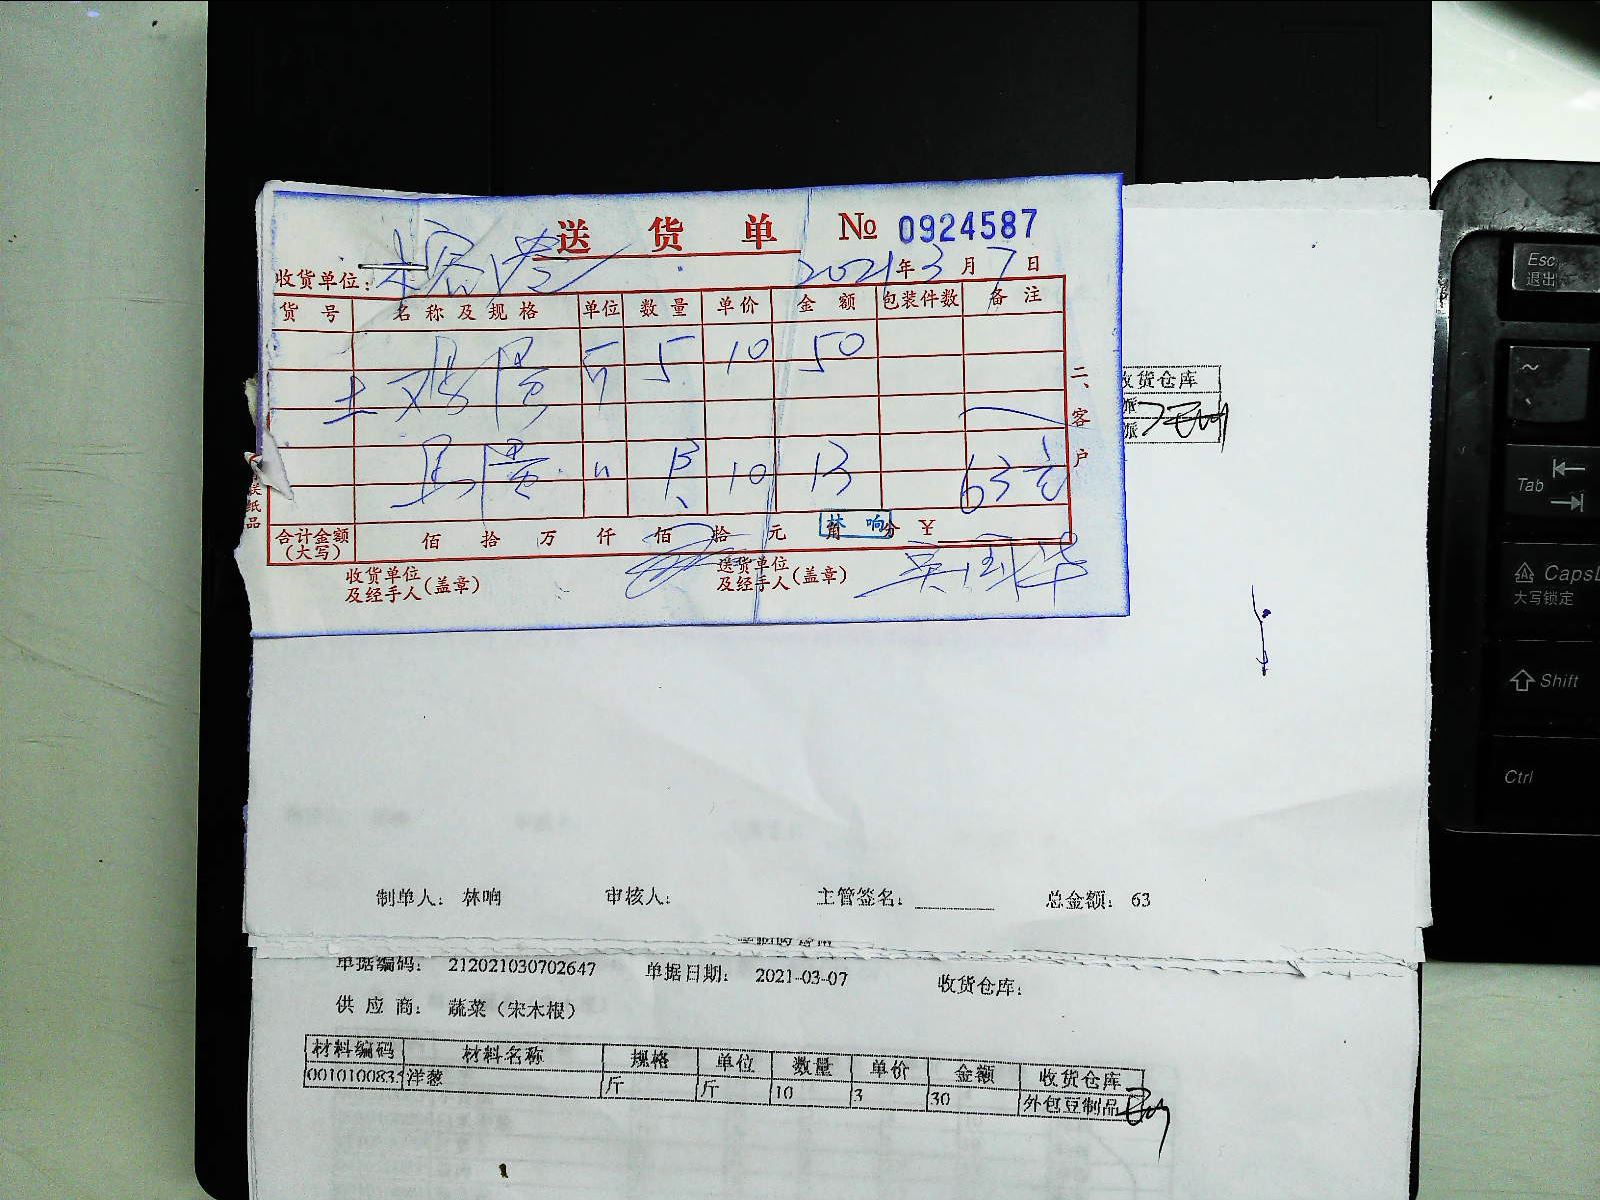 送 货 单 № 0924587
收货单位:
2021年3月7日
货 号 名 称 及 规 格 单位 数 量 单价 金 额 包装件数 备 注
土鸡蛋 斤 5 10 50
蛋 〃 10 13 63元
合计金额(大写) 佰 拾 万 仟 佰 拾 元 角 分 ¥
林 响
收货单位及经手人(盖章) 送货单位及经手人(盖章)
二、客户
收货仓库
派
派
制单人: 林响 审核人: 主管签名: 总金额: 63
单据编码: 212021030702647 单据日期: 2021-03-07 收货仓库:
供 应 商: 蔬菜(宋木根)
材料编码 材料名称 规格 单位 数量 单价 金额 收货仓库
洋葱 斤 斤 10 3 30 外包豆制品
Esc
退出
~
Tab
CapsL
大写锁定
Shift
Ctrl